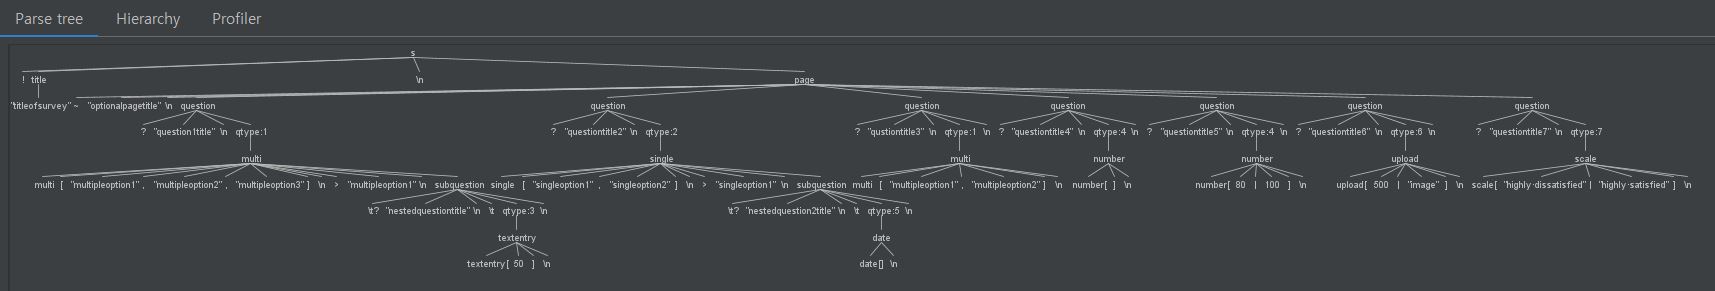 Parse tree Hierarchy Profiler
s
! title \n page
"titleofsurvey" ~ "optionalpagetitle" \n question question question question question question question
? "question1title" \n qtype:1 ? "questiontitle2" \n qtype:2 ? "qustiontitle3" \n qtype:1 \n ? "questiontitle4" \n qtype:4 \n ? "questiontitle5" \n qtype:4 \n ? "questiontitle6" \n qtype:6 \n ? "questiontitle7" \n qtype:7
multi single multi number number upload scale
multi [ "multipleoption1" , "multipleoption2" , "multipleoption3" ] \n > "multipleoption1" \n subquestion single [ "singleoption1" , "singleoption2" ] \n > "singleoption1" \n subquestion multi [ "multipleoption1" , "multipleoption2" ] \n number[ ] \n number[ 80 | 100 ] \n upload[ 500 | "image" ] \n scale[ "highly·dissatisfied" | "highly·satisfied" ] \n
\t? "nestedquestiontitle" \n \t qtype:3 \n \t? "nestedquestion2title" \n \t qtype:5 \n
textentry date
textentry[ 50 ] \n date[] \n